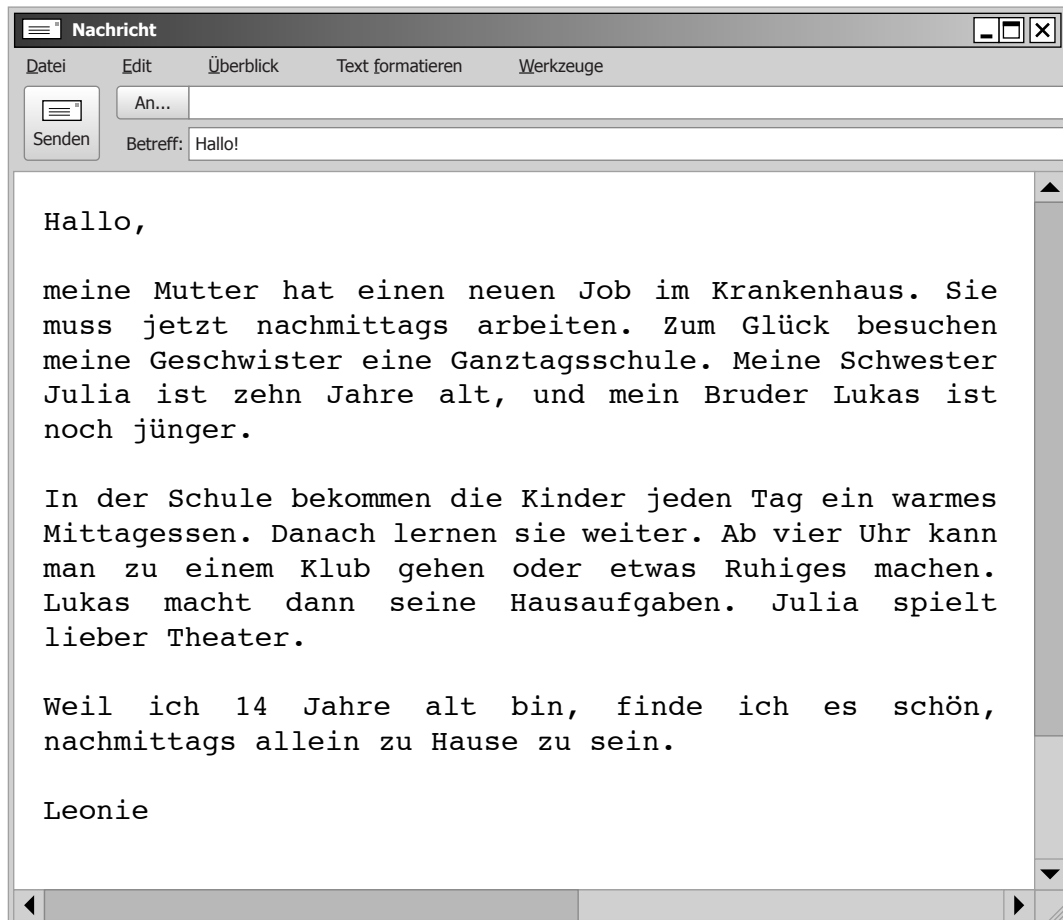 Nachricht
Datei Edit Überblick Text formatieren Werkzeuge
An...
Senden
Betreff: Hallo!
Hallo,
meine Mutter hat einen neuen Job im Krankenhaus. Sie
muss jetzt nachmittags arbeiten. Zum Glück besuchen
meine Geschwister eine Ganztagsschule. Meine Schwester
Julia ist zehn Jahre alt, und mein Bruder Lukas ist
noch jünger.
In der Schule bekommen die Kinder jeden Tag ein warmes
Mittagessen. Danach lernen sie weiter. Ab vier Uhr kann
man zu einem Klub gehen oder etwas Ruhiges machen.
Lukas macht dann seine Hausaufgaben. Julia spielt
lieber Theater.
Weil ich 14 Jahre alt bin, finde ich es schön,
nachmittags allein zu Hause zu sein.
Leonie